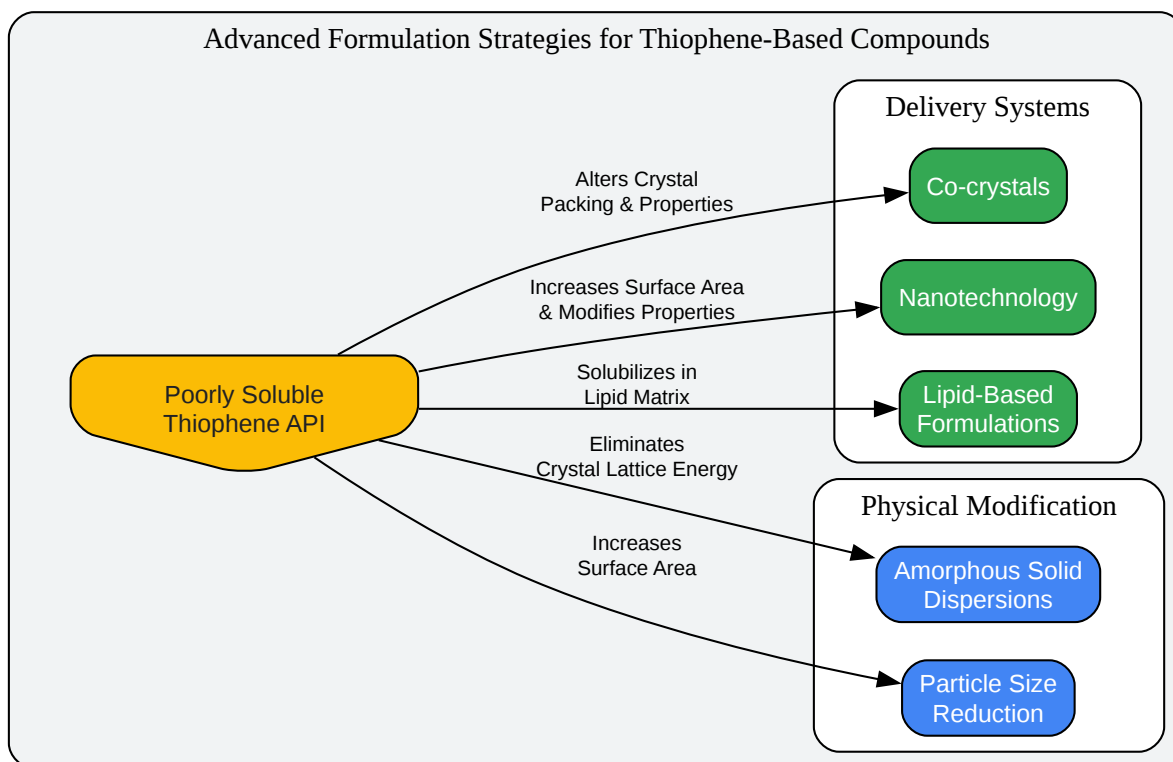 Advanced Formulation Strategies for Thiophene-Based Compounds
Delivery Systems
Alters Crystal
Packing & Properties
Co-crystals
Increases Surface Area
& Modifies Properties
Nanotechnology
Poorly Soluble
Thiophene API
Solubilizes in
Lipid Matrix
Lipid-Based
Formulations
Eliminates
Crystal Lattice Energy
Physical Modification
Amorphous Solid
Dispersions
Increases
Surface Area
Particle Size
Reduction